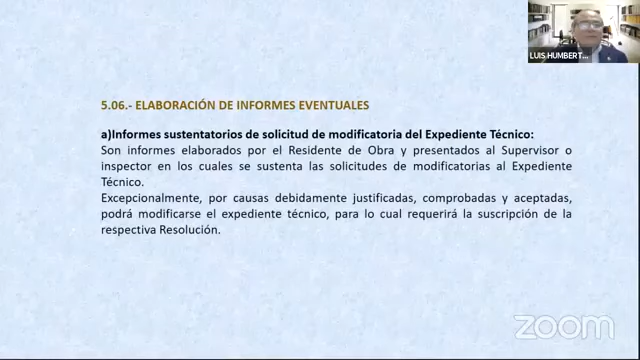 LUIS HUMBERT...
5.06.- ELABORACIÓN DE INFORMES EVENTUALES
a)Informes sustentatorios de solicitud de modificatoria del Expediente Técnico:
Son informes elaborados por el Residente de Obra y presentados al Supervisor o
inspector en los cuales se sustenta las solicitudes de modificatorias al Expediente
Técnico.
Excepcionalmente, por causas debidamente justificadas, comprobadas y aceptadas,
podrá modificarse el expediente técnico, para lo cual requerirá la suscripción de la
respectiva Resolución.
zoom